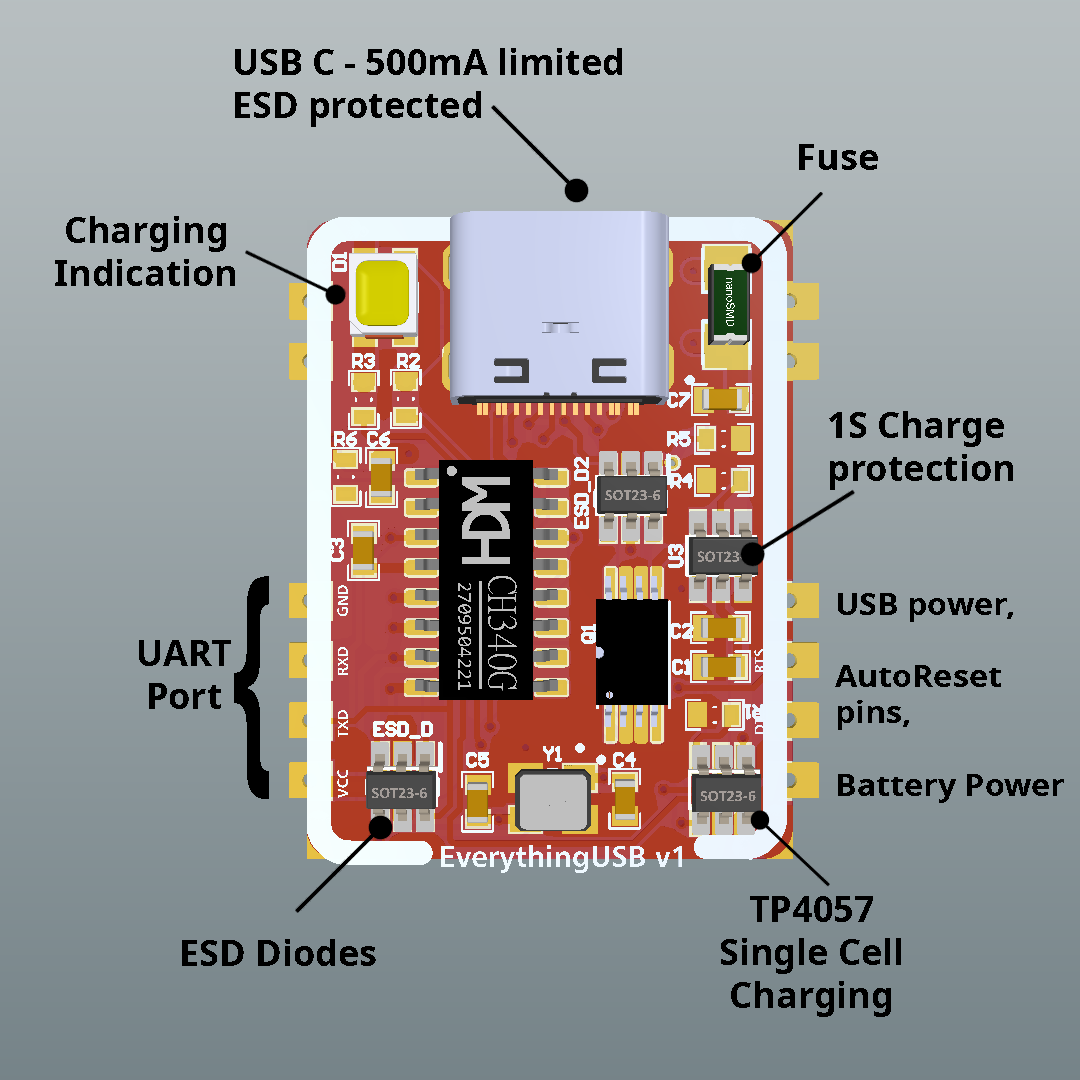 USB C - 500mA limited
ESD protected
Fuse
Charging
Indication
D1
nanoSMD
R3
R2
C7
R5
R4
R6
C6
ESD_D2
SOT23-6
1S Charge
protection
HDM
CH340G
2709504221
C3
U3
SOT23
GND
RXD
TXD
VCC
UART
Port
Q1
C2
C1
RTS
USB power,
AutoReset
pins,
Battery Power
ESD_D
SOT23-6
C5
Y1
C4
SOT23-6
EverythingUSB v1
ESD Diodes
TP4057
Single Cell
Charging